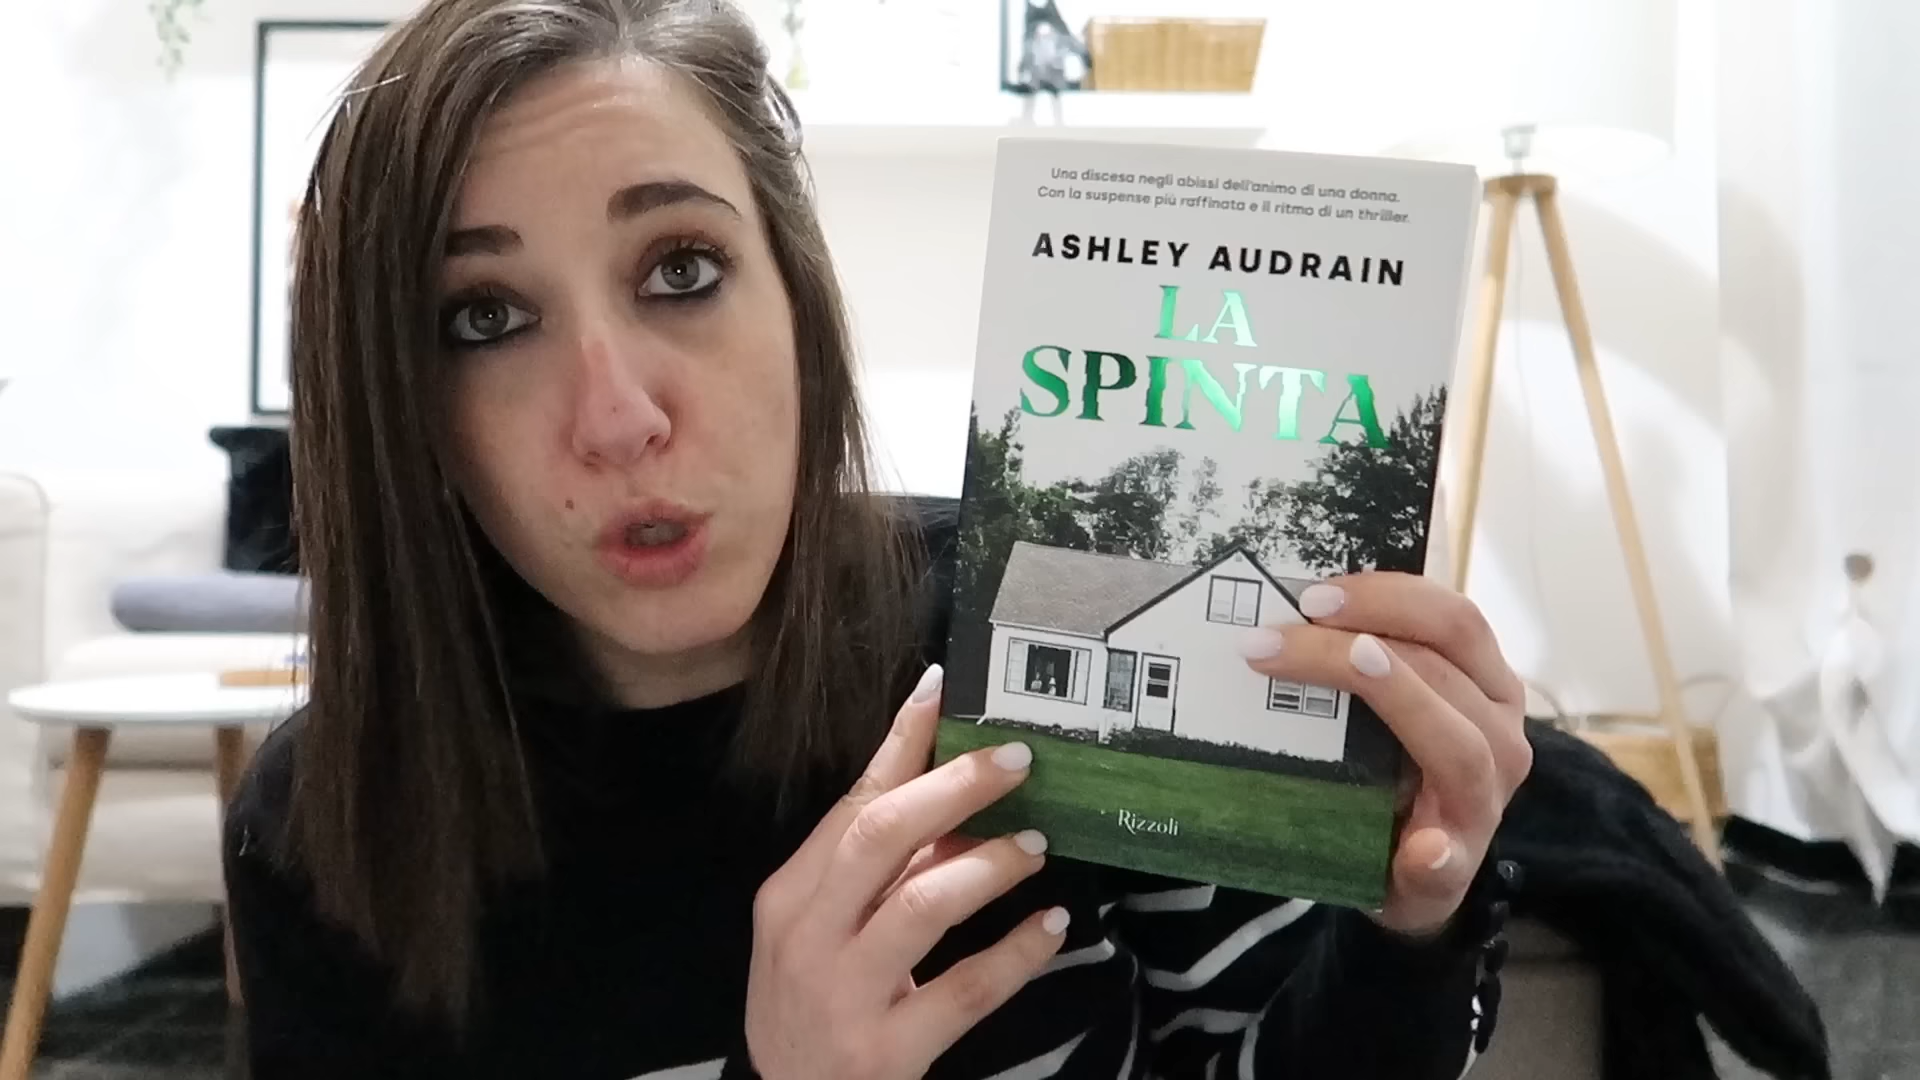 Una discesa negli abissi dell'animo di una donna.
Con la suspense più raffinata e il ritmo di un thriller.
ASHLEY AUDRAIN
LA
SPINTA
Rizzoli